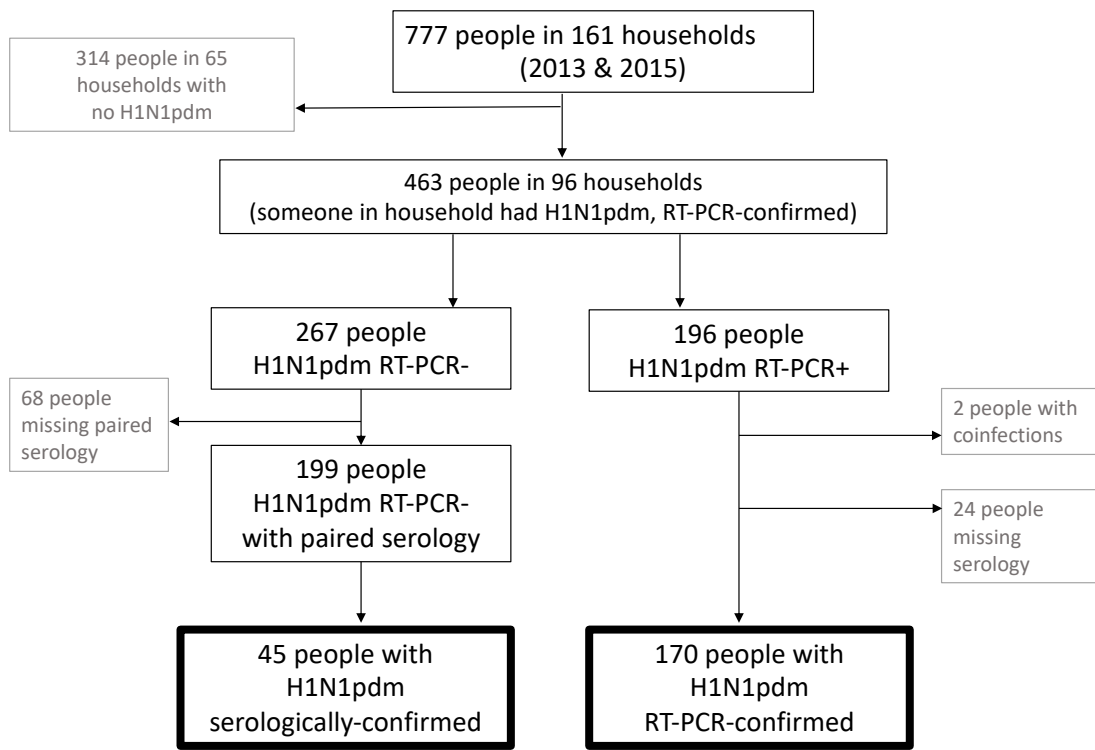 777 people in 161 households
(2013 & 2015)
314 people in 65
households with
no H1N1pdm
463 people in 96 households
(someone in household had H1N1pdm, RT-PCR-confirmed)
267 people
H1N1pdm RT-PCR-
196 people
H1N1pdm RT-PCR+
68 people
missing paired
serology
2 people with
coinfections
199 people
H1N1pdm RT-PCR-
with paired serology
24 people
missing
serology
45 people with
H1N1pdm
serologically-confirmed
170 people with
H1N1pdm
RT-PCR-confirmed